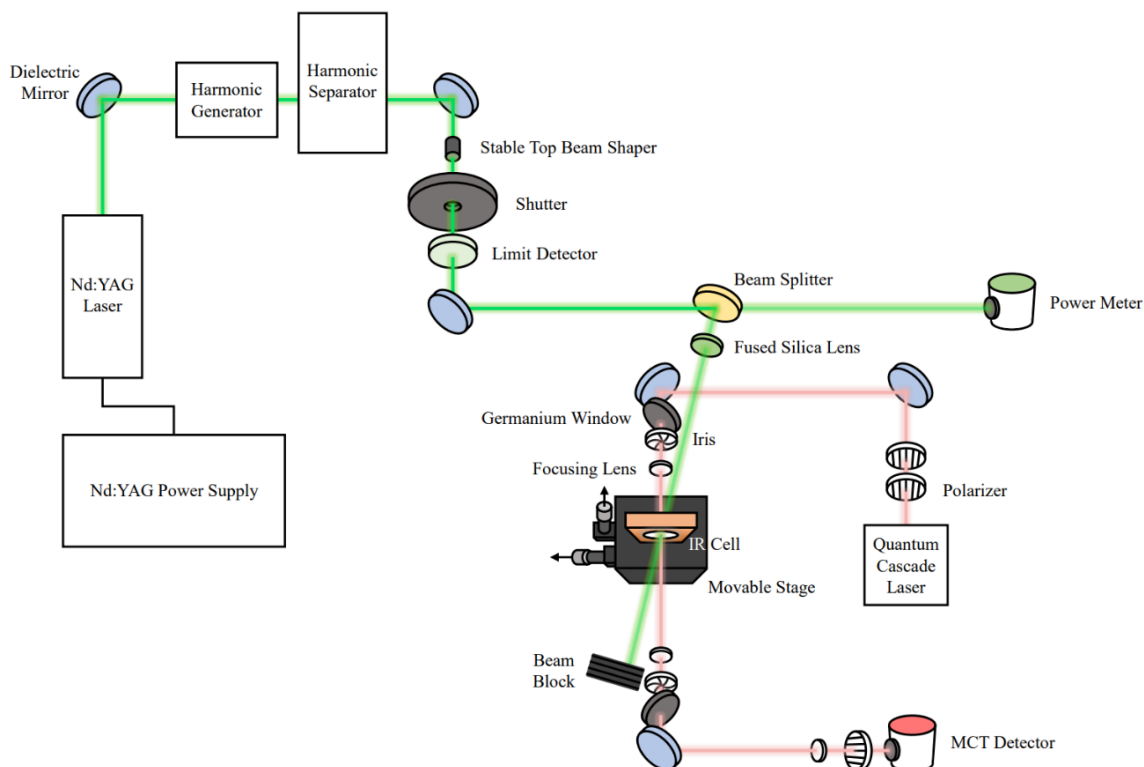 Dielectric
Mirror
Harmonic
Generator
Harmonic
Separator
Stable Top Beam Shaper
Shutter
Limit Detector
Nd:YAG
Laser
Beam Splitter
Power Meter
Fused Silica Lens
Germanium Window
Iris
Focusing Lens
Nd:YAG Power Supply
Polarizer
IR Cell
Quantum
Cascade
Laser
Movable Stage
Beam
Block
MCT Detector